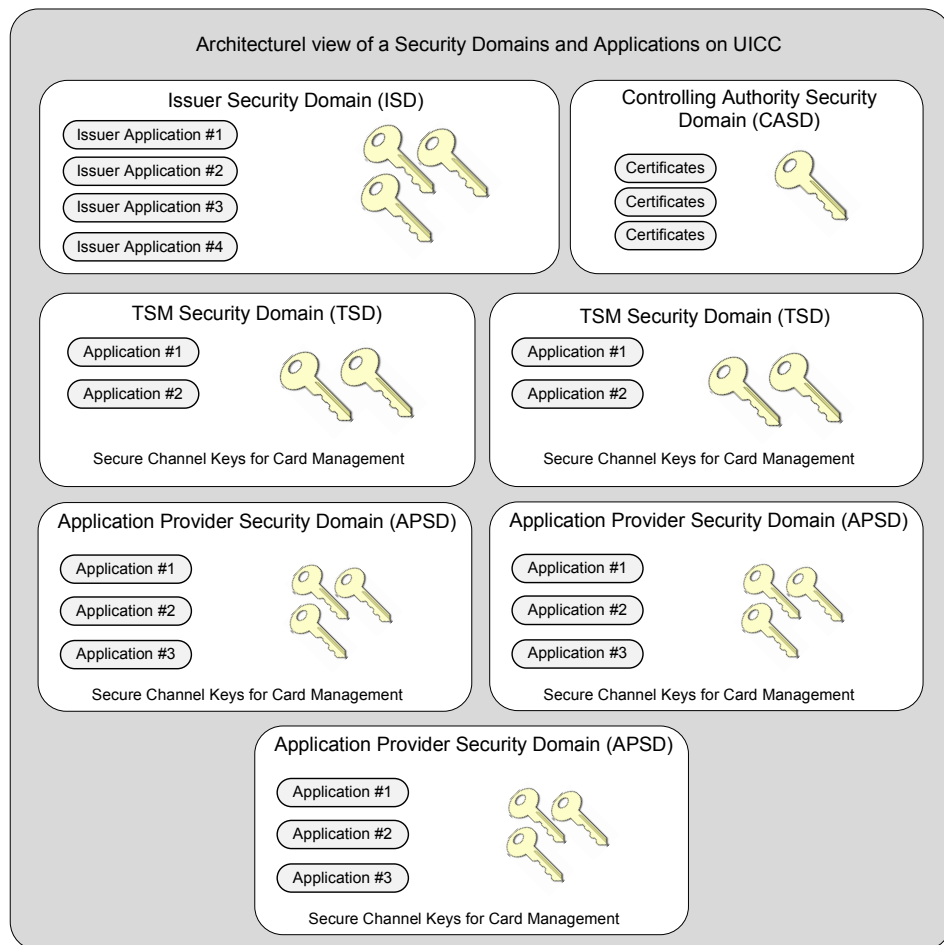 Architecturel view of a Security Domains and Applications on UICC
Issuer Security Domain (ISD)
Issuer Application #1
Issuer Application #2
Issuer Application #3
Issuer Application #4
Controlling Authority Security
Domain (CASD)
Certificates
Certificates
Certificates
TSM Security Domain (TSD)
Application #1
Application #2
Secure Channel Keys for Card Management
TSM Security Domain (TSD)
Application #1
Application #2
Secure Channel Keys for Card Management
Application Provider Security Domain (APSD)
Application #1
Application #2
Application #3
Secure Channel Keys for Card Management
Application Provider Security Domain (APSD)
Application #1
Application #2
Application #3
Secure Channel Keys for Card Management
Application Provider Security Domain (APSD)
Application #1
Application #2
Application #3
Secure Channel Keys for Card Management